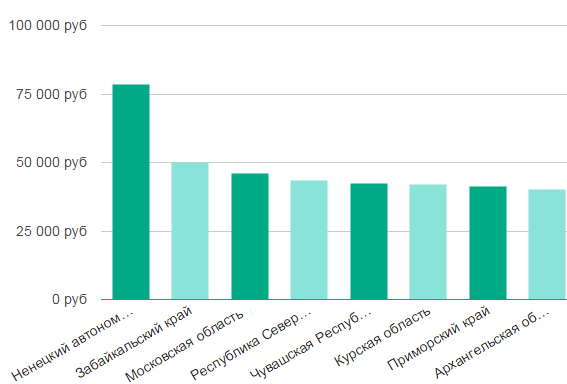 100 000 руб
75 000 руб
50 000 руб
25 000 руб
0 руб
Ненецкий автоном…
Забайкальский край
Московская область
Республика Север…
Чувашская Респуб…
Курская область
Приморский край
Архангельская об…